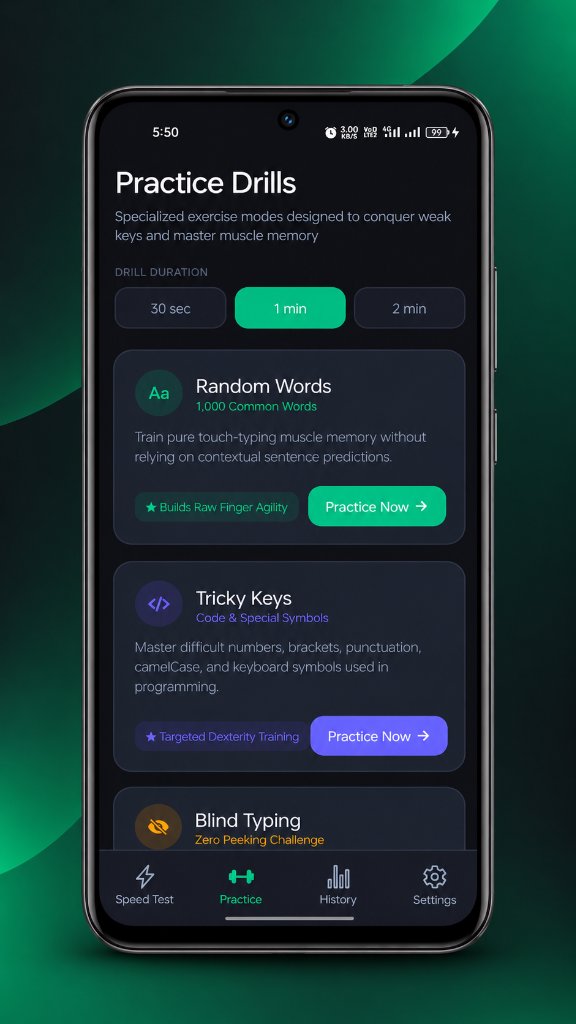 5:50
3.00 KB/S
VoD LTE2
4G
99
Practice Drills
Specialized exercise modes designed to conquer weak
keys and master muscle memory
DRILL DURATION
30 sec
1 min
2 min
Aa
Random Words
1,000 Common Words
Train pure touch-typing muscle memory without
relying on contextual sentence predictions.
★ Builds Raw Finger Agility
Practice Now →
</>
Tricky Keys
Code & Special Symbols
Master difficult numbers, brackets, punctuation,
camelCase, and keyboard symbols used in
programming.
★ Targeted Dexterity Training
Practice Now →
Blind Typing
Zero Peeking Challenge
Speed Test
Practice
History
Settings